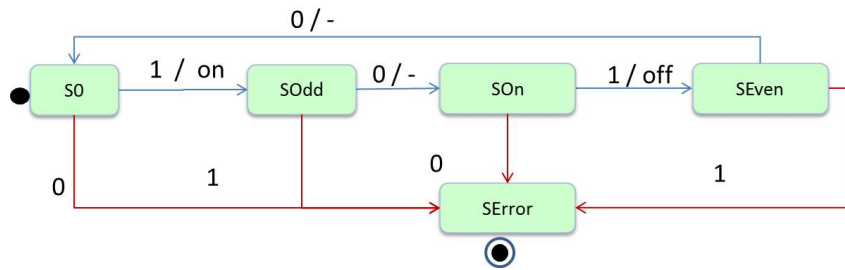 0 / -
S0
1 / on
SOdd
0 / -
SOn
1 / off
SEven
0
1
0
1
SError